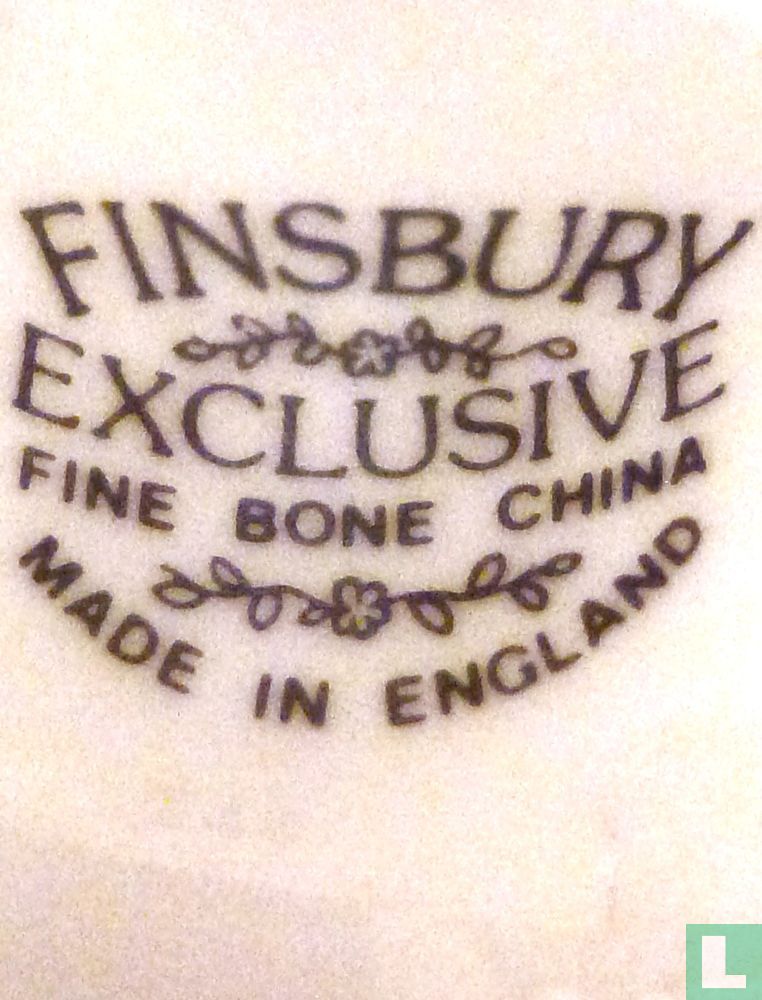 FINSBURY
EXCLUSIVE
FINE BONE CHINA
MADE IN ENGLAND
L